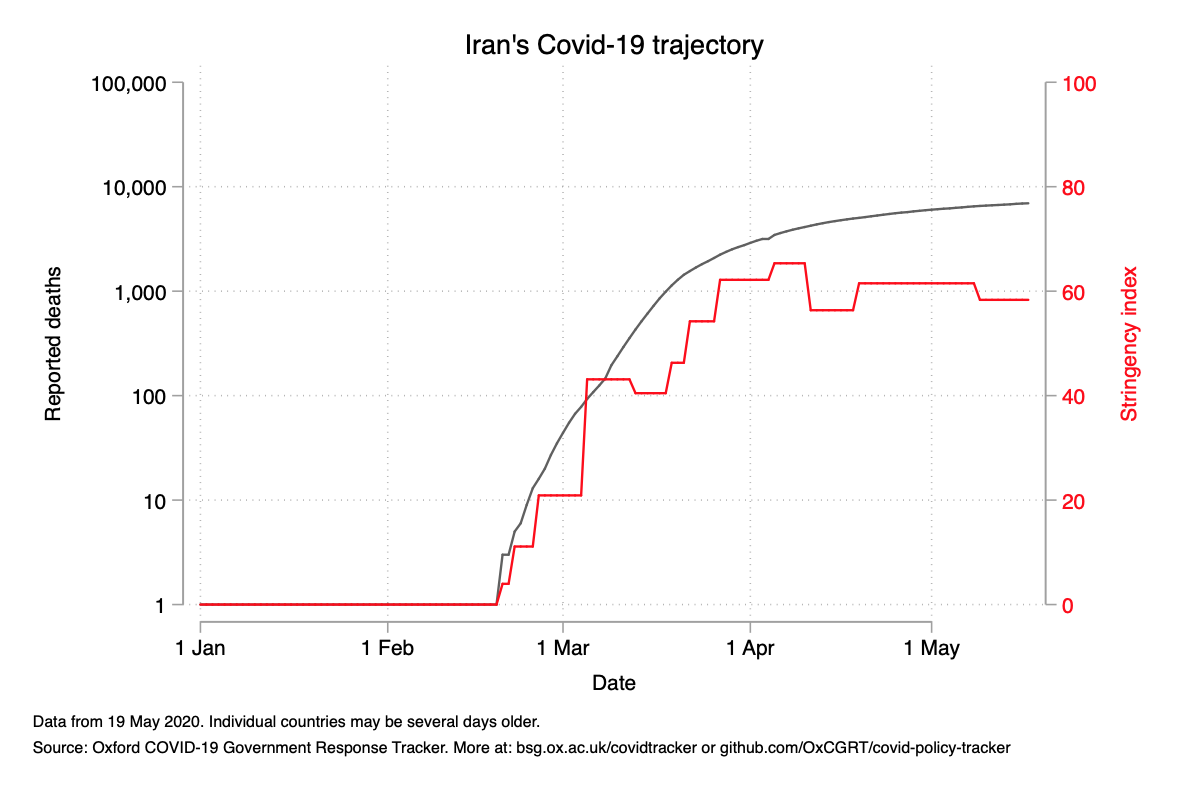 Iran's Covid-19 trajectory
100,000
10,000
1,000
100
10
1
Reported deaths
100
80
60
40
20
0
Stringency index
1 Jan
1 Feb
1 Mar
1 Apr
1 May
Date
Data from 19 May 2020. Individual countries may be several days older.
Source: Oxford COVID-19 Government Response Tracker. More at: bsg.ox.ac.uk/covidtracker or github.com/OxCGRT/covid-policy-tracker